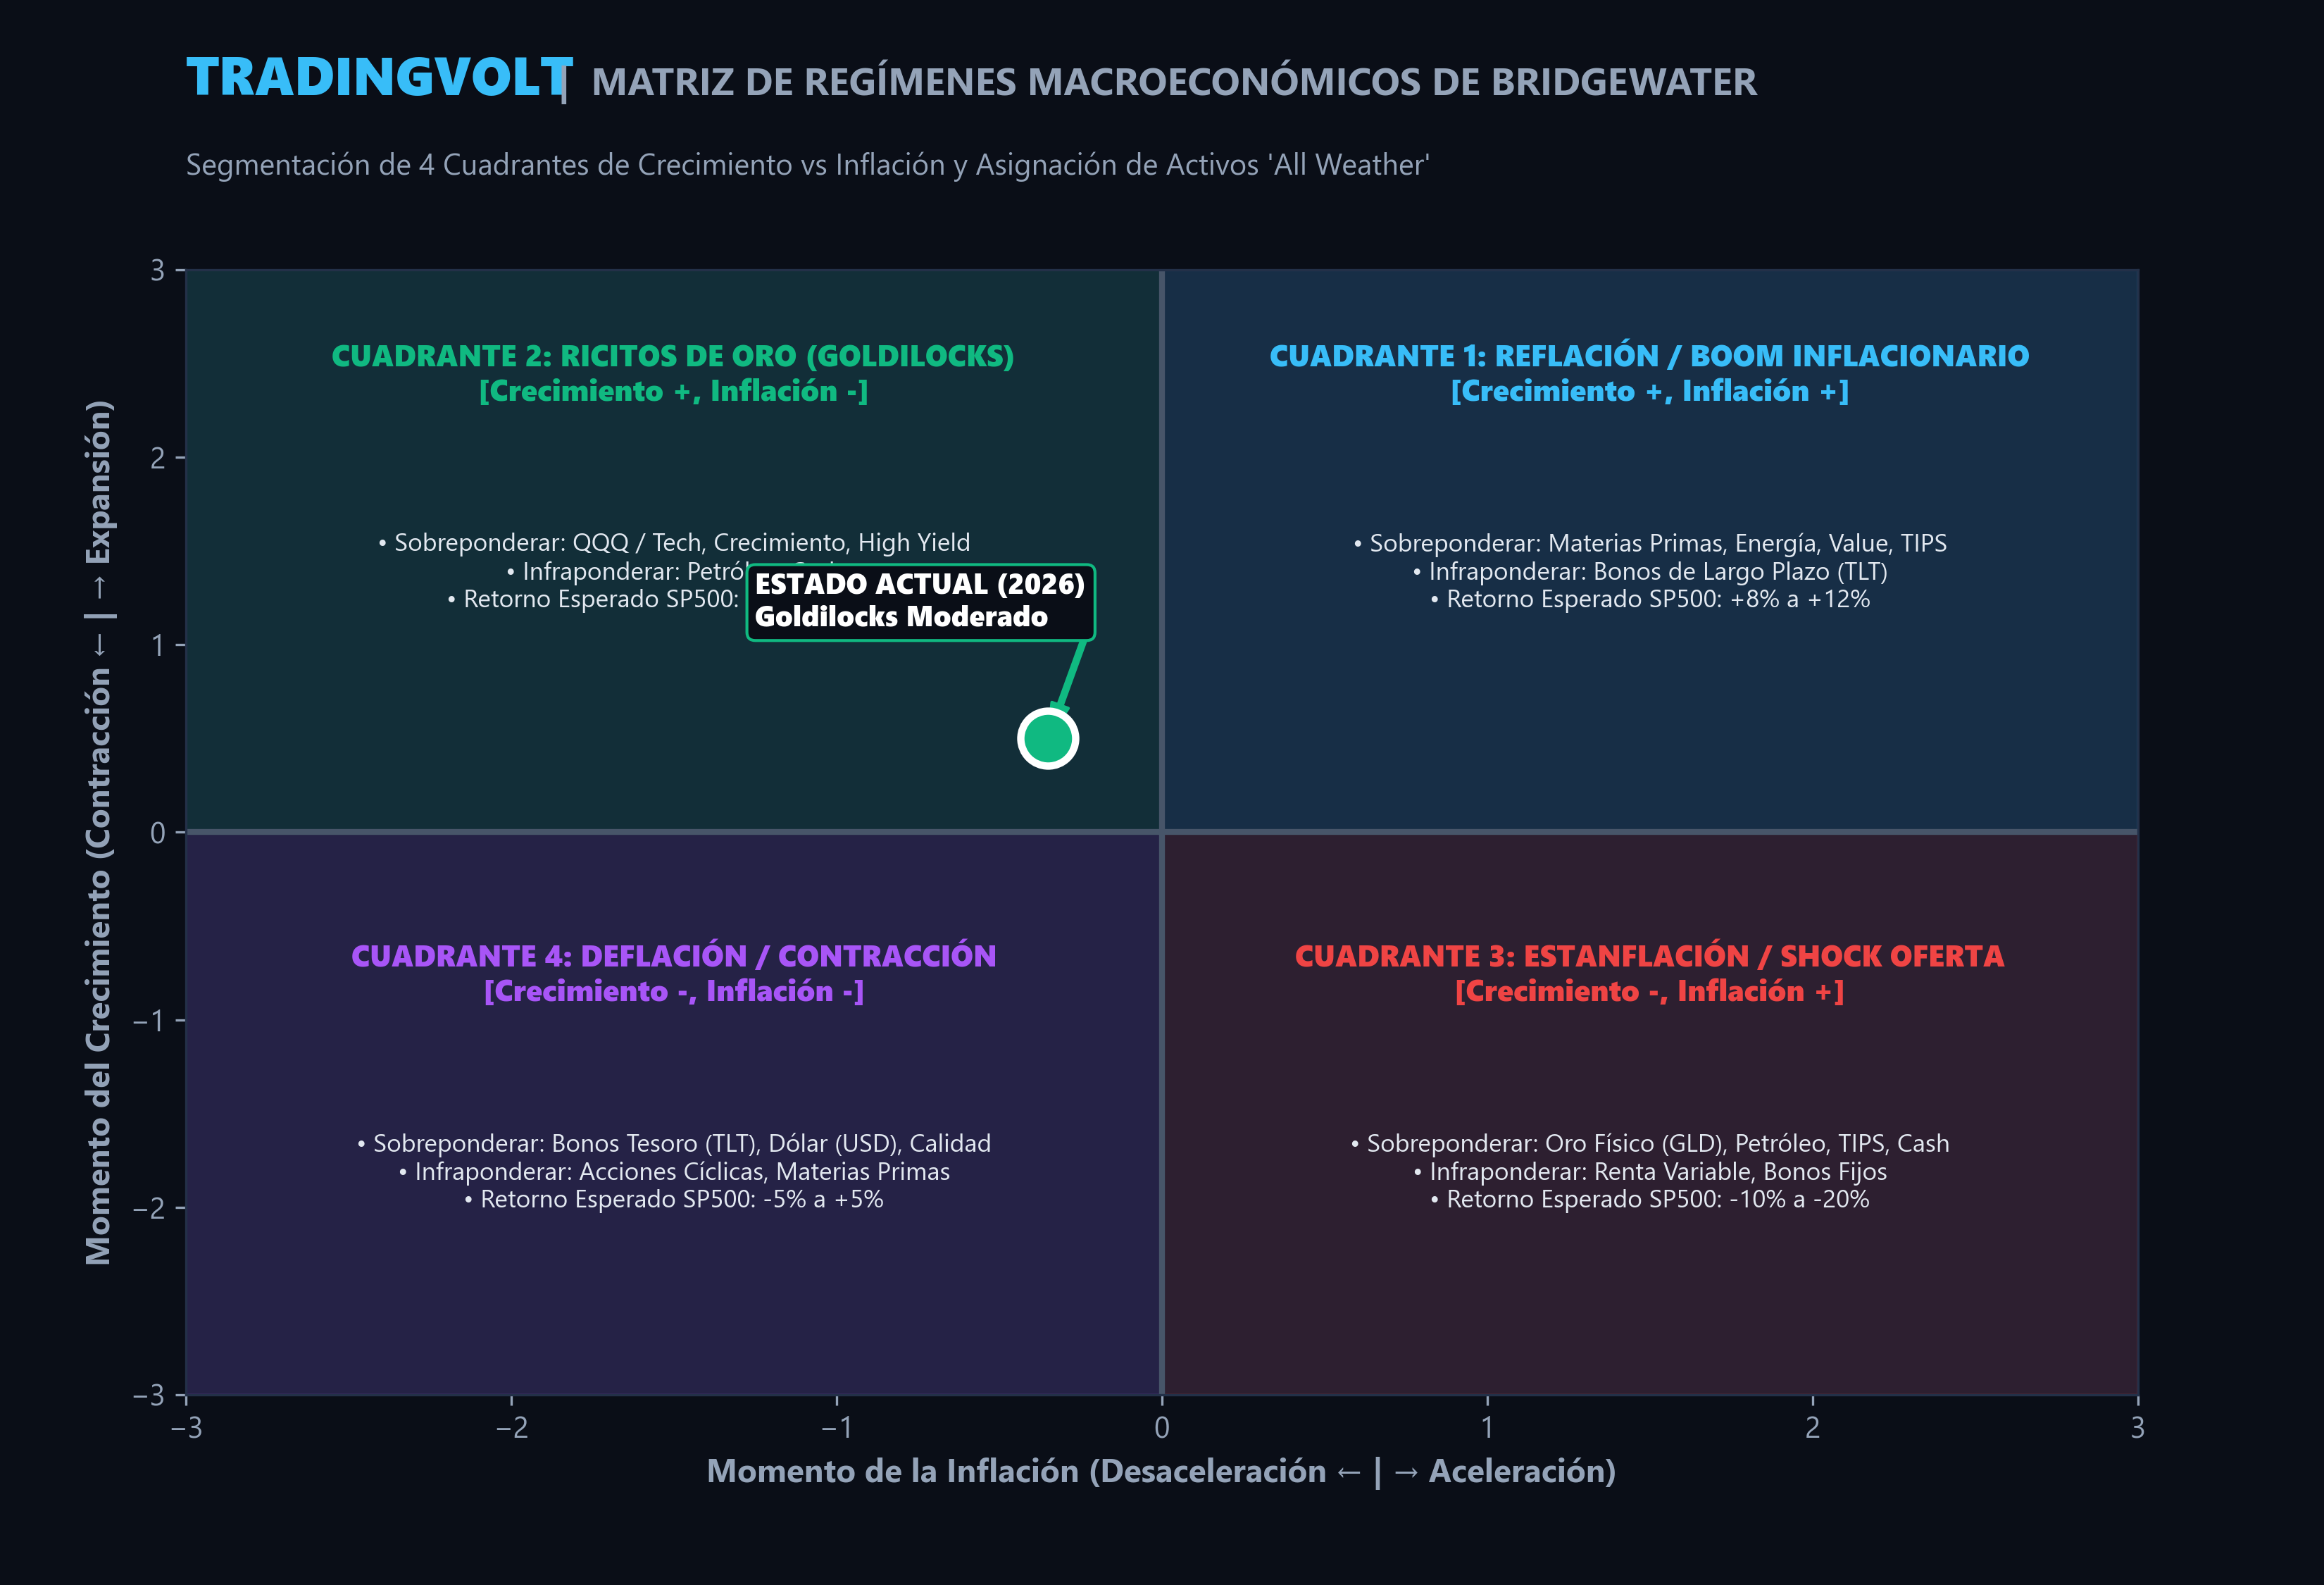 TRADINGVOLT | MATRIZ DE REGÍMENES MACROECONÓMICOS DE BRIDGEWATER
Segmentación de 4 Cuadrantes de Crecimiento vs Inflación y Asignación de Activos 'All Weather'
CUADRANTE 2: RICITOS DE ORO (GOLDILOCKS)
[Crecimiento +, Inflación -]
• Sobreponderar: QQQ / Tech, Crecimiento, High Yield
• Infraponderar:
• Retorno Esperado SP500:
ESTADO ACTUAL (2026)
Goldilocks Moderado
CUADRANTE 1: REFLACIÓN / BOOM INFLACIONARIO
[Crecimiento +, Inflación +]
• Sobreponderar: Materias Primas, Energía, Value, TIPS
• Infraponderar: Bonos de Largo Plazo (TLT)
• Retorno Esperado SP500: +8% a +12%
CUADRANTE 4: DEFLACIÓN / CONTRACCIÓN
[Crecimiento -, Inflación -]
• Sobreponderar: Bonos Tesoro (TLT), Dólar (USD), Calidad
• Infraponderar: Acciones Cíclicas, Materias Primas
• Retorno Esperado SP500: -5% a +5%
CUADRANTE 3: ESTANFLACIÓN / SHOCK OFERTA
[Crecimiento -, Inflación +]
• Sobreponderar: Oro Físico (GLD), Petróleo, TIPS, Cash
• Infraponderar: Renta Variable, Bonos Fijos
• Retorno Esperado SP500: -10% a -20%
Momento del Crecimiento (Contracción ← | → Expansión)
3
2
1
0
−1
−2
−3
−3 −2 −1 0 1 2 3
Momento de la Inflación (Desaceleración ← | → Aceleración)